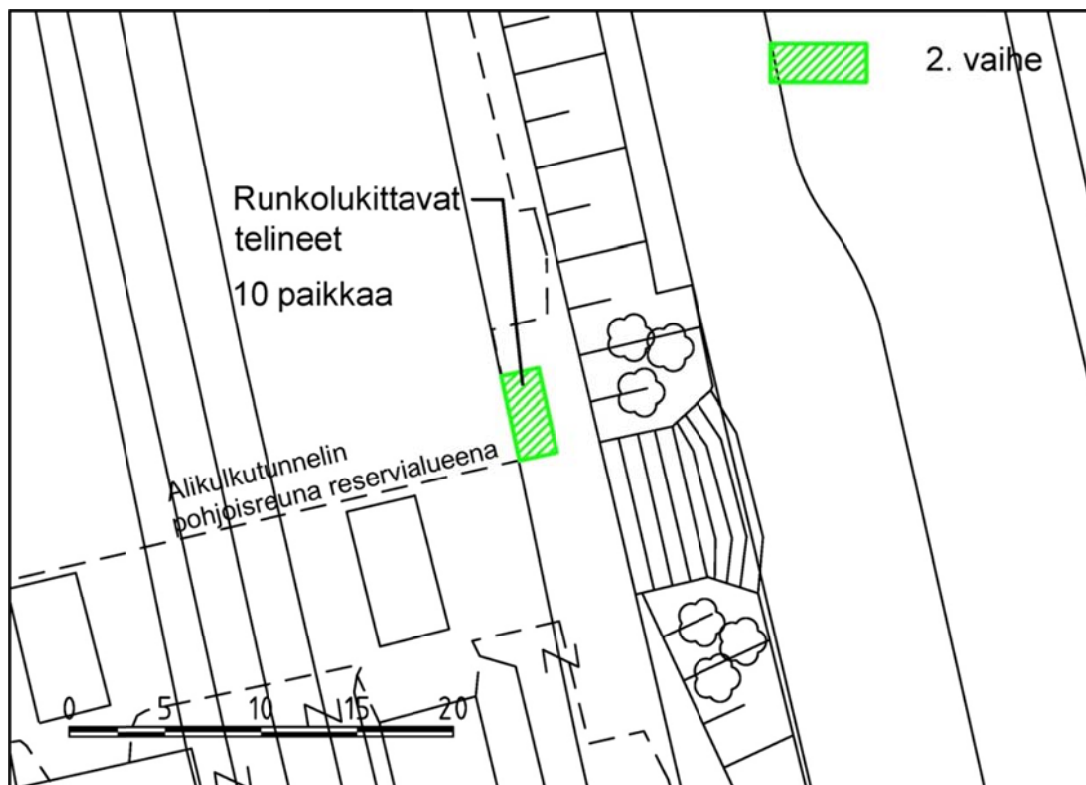 2. vaihe
Runkolukittavat
telineet
10 paikkaa
Alikulkutunnelin
pohjoisreuna reservialueena
0 5 10 15 20